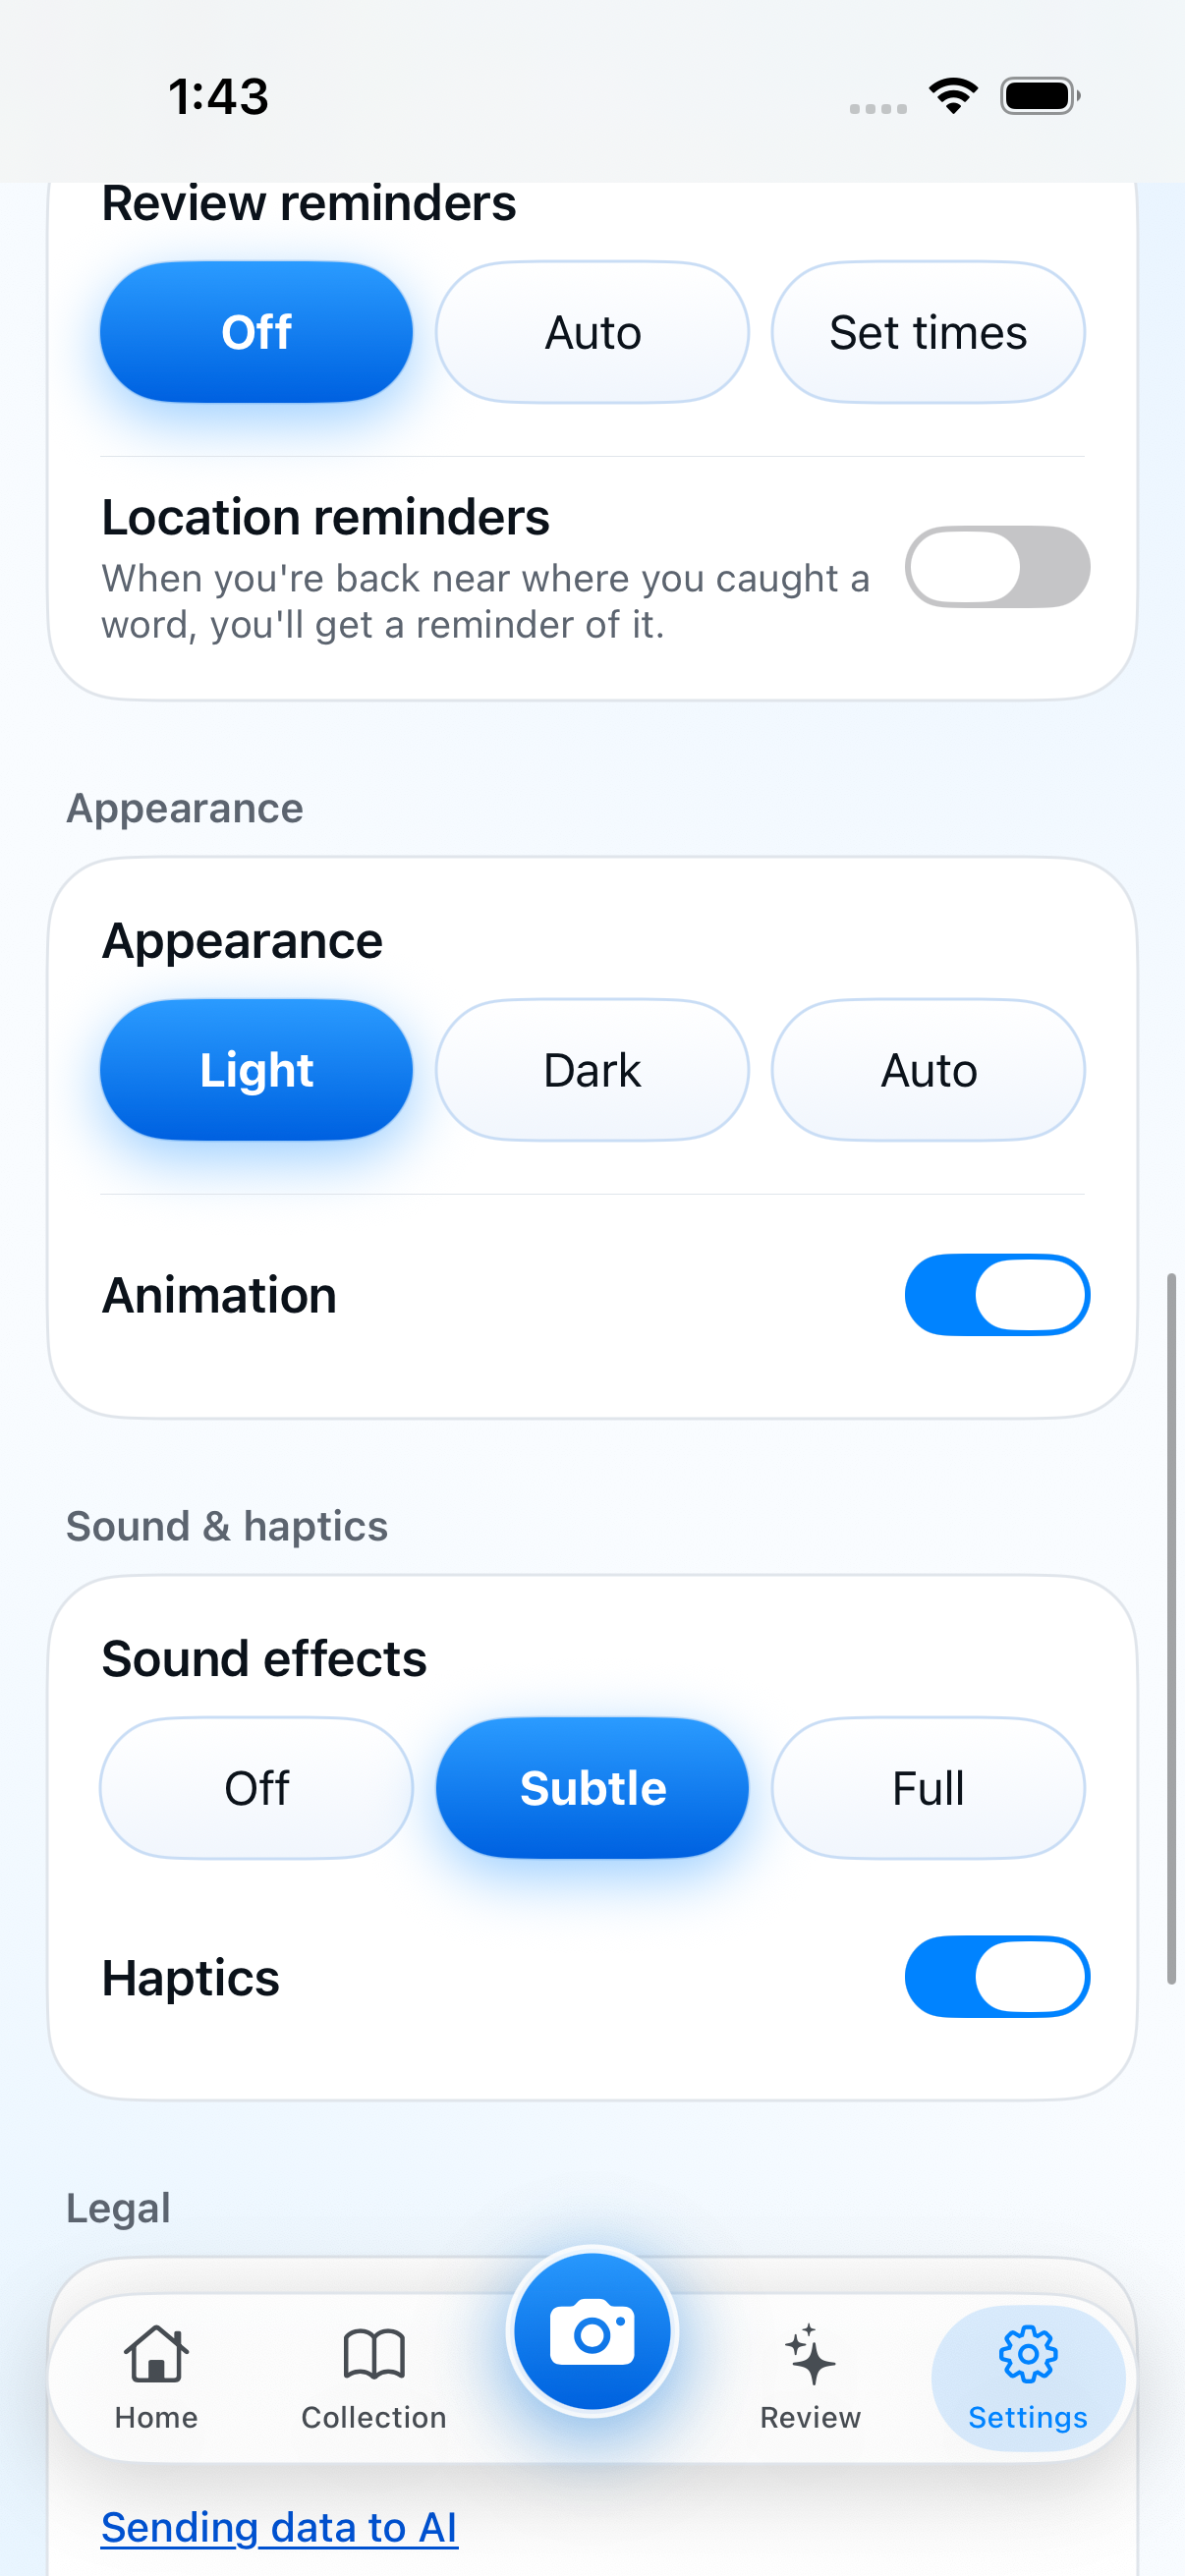 1:43
Review reminders
Off
Auto
Set times
Location reminders
When you're back near where you caught a
word, you'll get a reminder of it.
Appearance
Appearance
Light
Dark
Auto
Animation
Sound & haptics
Sound effects
Off
Subtle
Full
Haptics
Legal
Home
Collection
Review
Settings
Sending data to AI